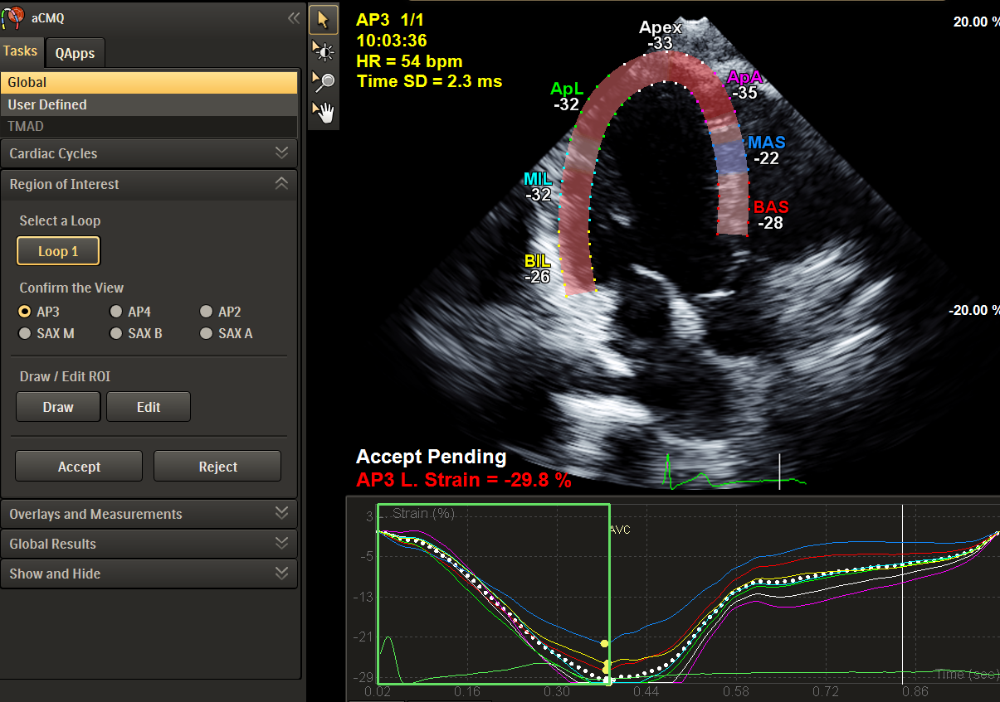 aCMQ
Tasks QApps
Global
User Defined
TMAD
Cardiac Cycles
Region of Interest
Select a Loop
Loop 1
Confirm the View
AP3 AP4 AP2
SAX M SAX B SAX A
Draw / Edit ROI
Draw Edit
Accept Reject
Overlays and Measurements
Global Results
Show and Hide
AP3 1/1
10:03:36
HR = 54 bpm
Time SD = 2.3 ms
20.00 %
Apex
-33
ApA
-35
ApL
-32
MAS
-22
MIL
-32
BAS
-28
BIL
-26
-20.00 %
Accept Pending
AP3 L. Strain = -29.8 %
Strain (%)
AVC
3
-5
-13
-21
-29
Time (sec)
0.02 0.16 0.30 0.44 0.58 0.72 0.86